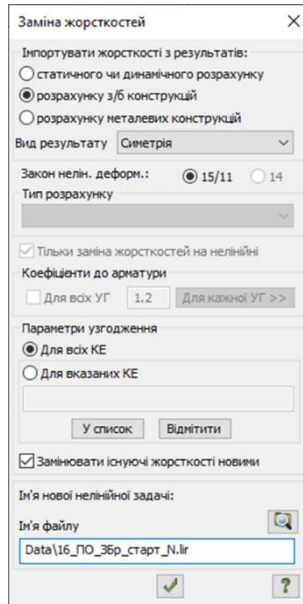 Заміна жорсткостей
Імпортувати жорсткості з результатів:
статичного чи динамічного розрахунку
розрахунку з/б конструкцій
розрахунку металевих конструкцій
Вид результату Симетрія
Закон нелін. деформ.: 15/11 14
Тип розрахунку
Тільки заміна жорсткостей на нелінійні
Коефіцієнти до арматури
Для всіх УГ 1.2 Для кажної УГ >>
Параметри узгодження
Для всіх КЕ
Для вказаних КЕ
У список Відмітити
Замінювати існуючі жорсткості новими
Ім'я нової нелінійної задачі:
Ім'я файлу
Data\16_ПО_ЗБр_старт_N.lir
?